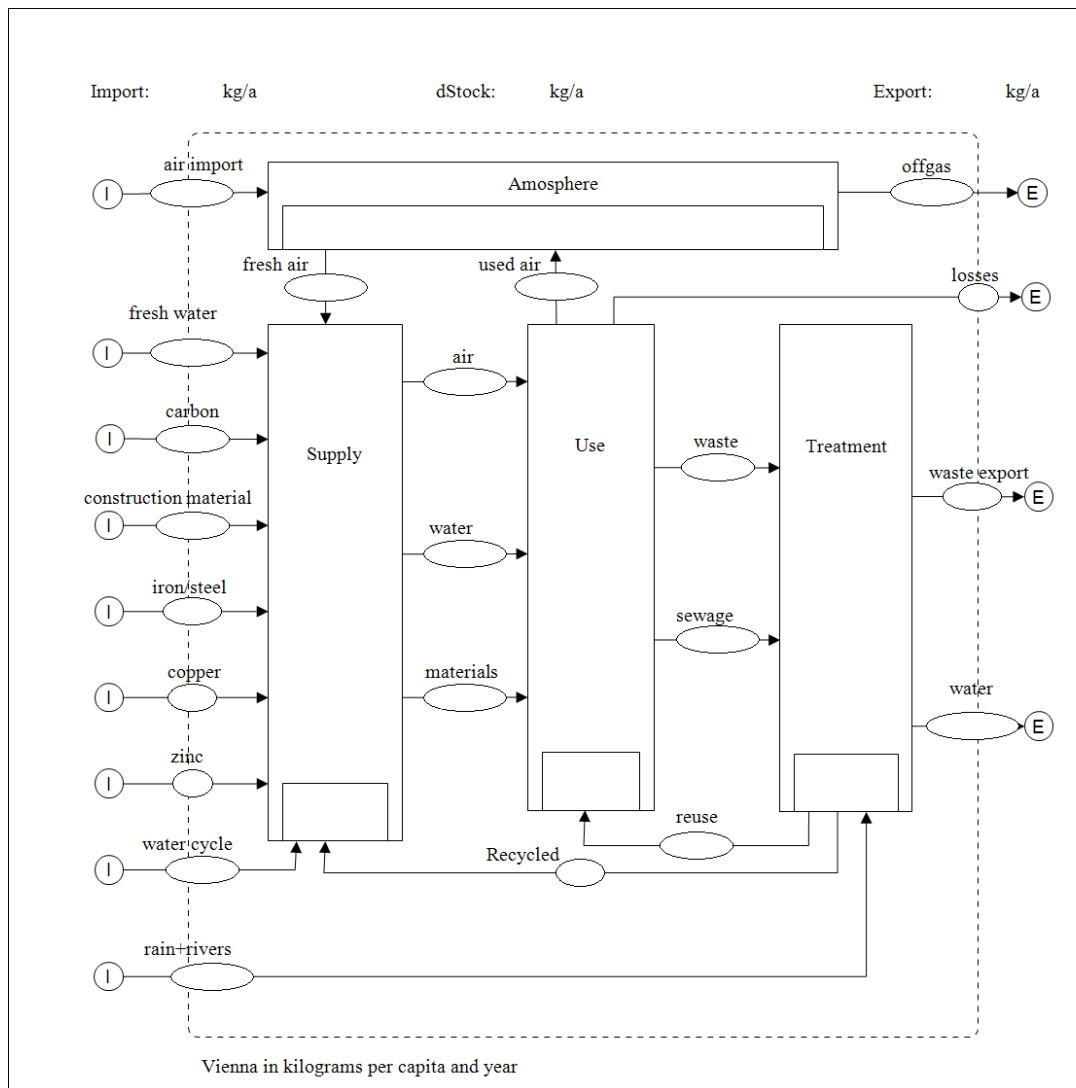 Import: kg/a dStock: kg/a Export: kg/a
air import
Amosphere
offgas
I
E
fresh air
used air
losses
E
fresh water
I
air
carbon
I
Supply
Use
waste
Treatment
waste export
E
construction material
I
water
iron/steel
I
sewage
copper
I
materials
water
E
zinc
I
water cycle
I
Recycled
reuse
rain+rivers
I
Vienna in kilograms per capita and year